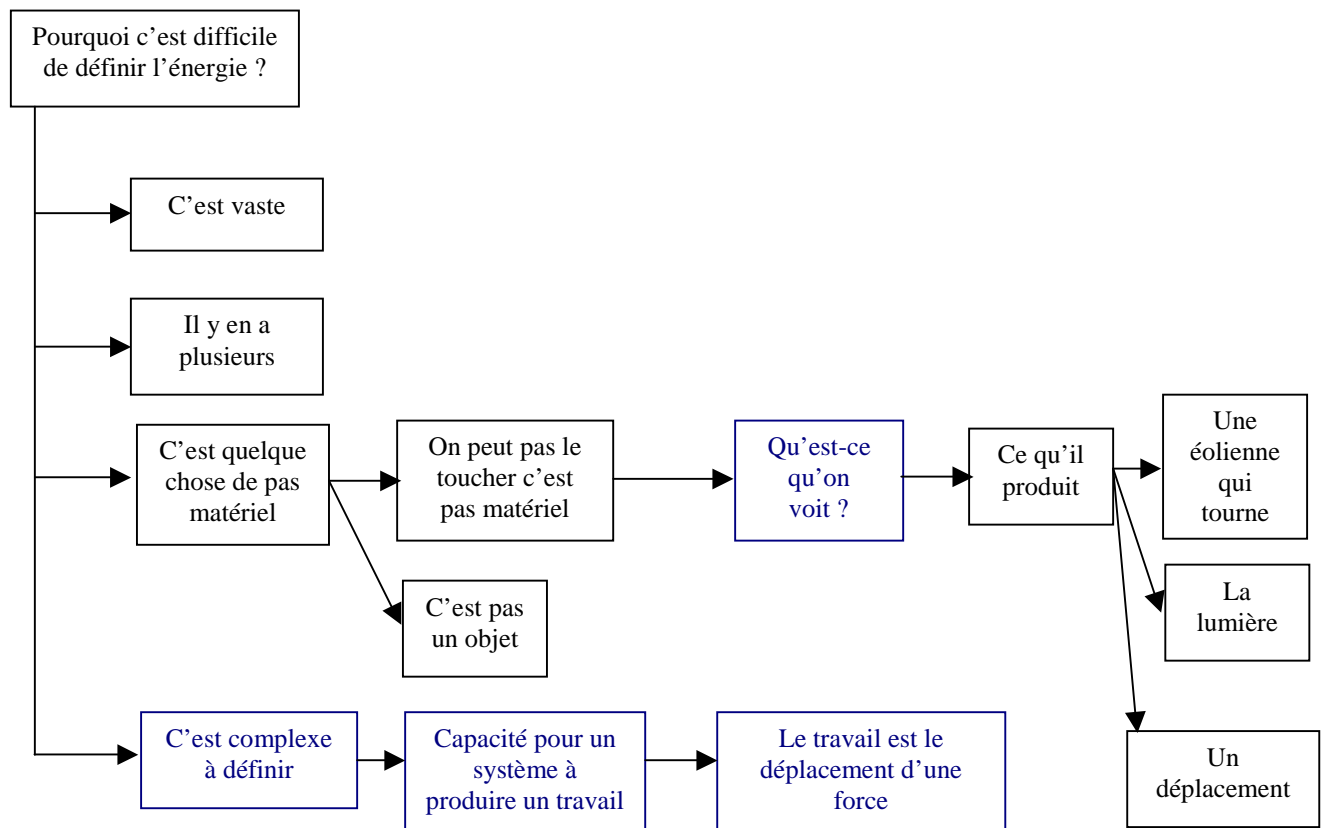 Pourquoi c’est difficile
de définir l’énergie ?
C’est vaste
Il y en a
plusieurs
C’est quelque
chose de pas
matériel
On peut pas le
toucher c’est
pas matériel
Qu’est-ce
qu’on
voit ?
Ce qu’il
produit
Une
éolienne
qui
tourne
La
lumière
Un
déplacement
C’est pas
un objet
C’est complexe
à définir
Capacité pour un
système à
produire un travail
Le travail est le
déplacement d’une
force